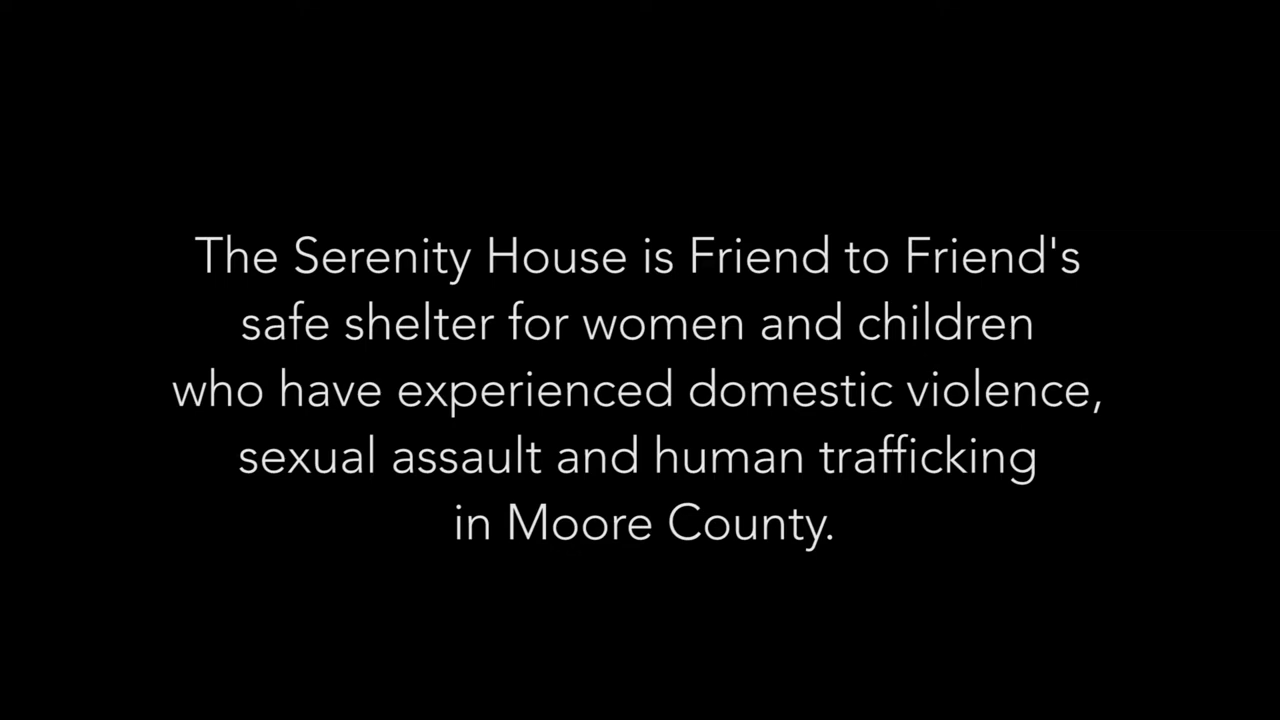 The Serenity House is Friend to Friend's
safe shelter for women and children
who have experienced domestic violence,
sexual assault and human trafficking
in Moore County.